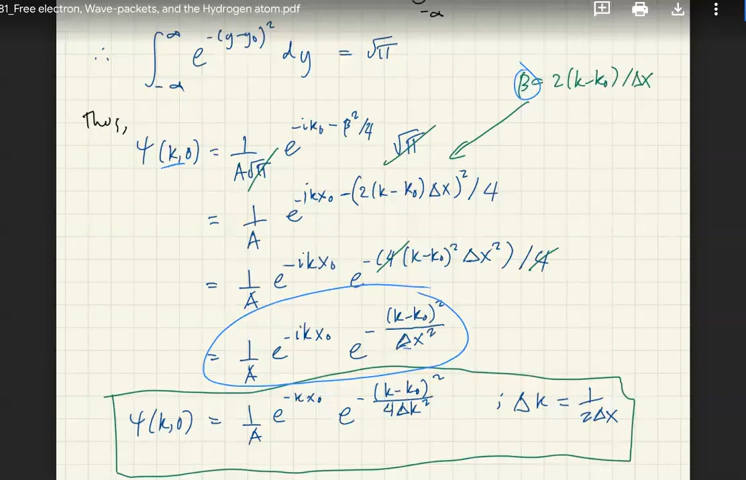 31_Free electron, Wave-packets, and the Hydrogen atom.pdf
-∝
∴ ∫_{-∝}^{∝} e^{-(y-y₀)²} dy = √π
β = 2(k-k₀)/Δx
Thus,
ψ(k,0) = 1/(A√π) e^{-ik₀ - β²/4} √π
= 1/A e^{-ikx₀ - (2(k-k₀)Δx)²/4}
= 1/A e^{-ikx₀} e^{-(4(k-k₀)²Δx²)/4}
= 1/A e^{-ikx₀} e^{-(k-k₀)²/Δx²}
ψ(k,0) = 1/A e^{-kx₀} e^{-(k-k₀)²/4Δk²} ; Δk = 1/2Δx